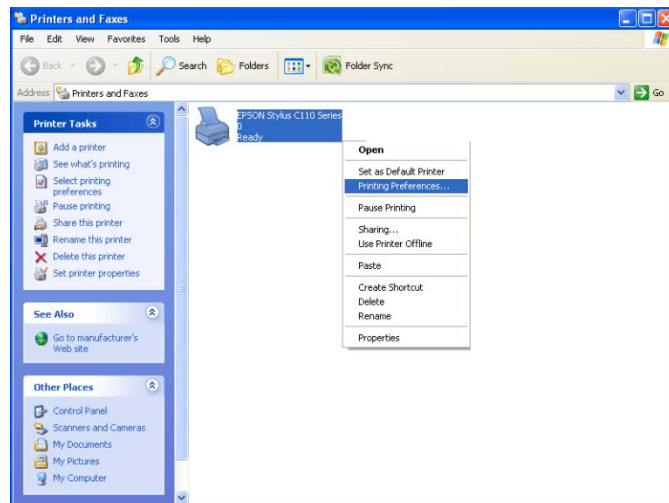 Printers and Faxes
File Edit View Favorites Tools Help
Back Search Folders Folder Sync
Address Printers and Faxes Go
Printer Tasks
Add a printer
See what's printing
Select printing
preferences
Pause printing
Share this printer
Rename this printer
Delete this printer
Set printer properties
See Also
Go to manufacturer's
Web site
Other Places
Control Panel
Scanners and Cameras
My Documents
My Pictures
My Computer
EPSON Stylus C110 Series
0
Ready
Open
Set as Default Printer
Printing Preferences...
Pause Printing
Sharing...
Use Printer Offline
Paste
Create Shortcut
Delete
Rename
Properties